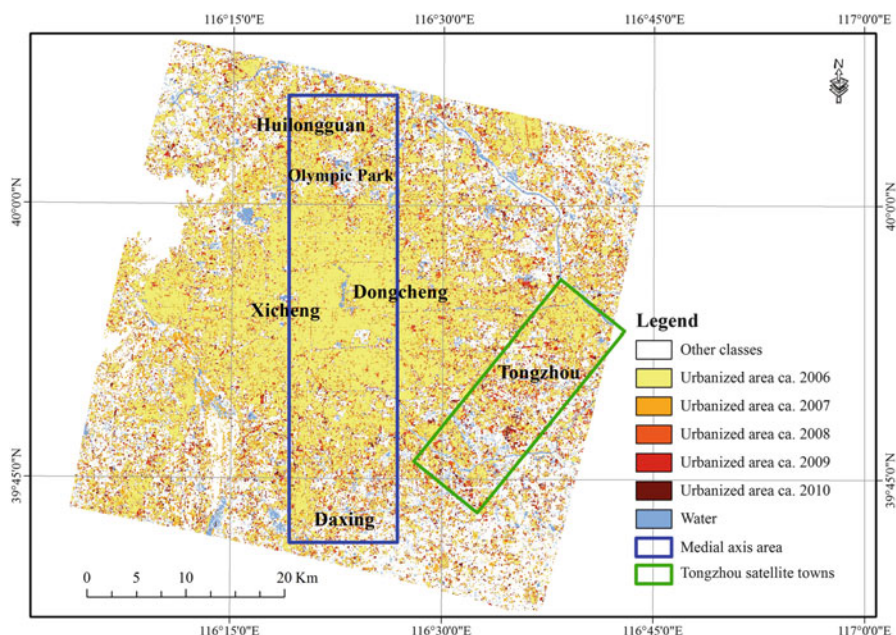 116°15'0"E 116°30'0"E 116°45'0"E 117°0'0"E
N
Huilongguan
Olympic Park
40°0'0"N 40°0'0"N
Dongcheng
Xicheng
Legend
Other classes
Tongzhou
Urbanized area ca. 2006
Urbanized area ca. 2007
Urbanized area ca. 2008
Urbanized area ca. 2009
39°45'0"N 39°45'0"N
Urbanized area ca. 2010
Daxing
Water
Medial axis area
Tongzhou satellite towns
0 5 10 20 Km
116°15'0"E 116°30'0"E 116°45'0"E 117°0'0"E